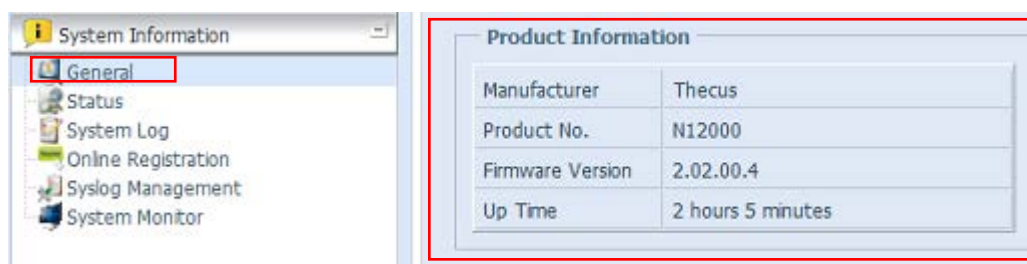 System Information
General
Status
System Log
Online Registration
Syslog Management
System Monitor
Product Information
Manufacturer Thecus
Product No. N12000
Firmware Version 2.02.00.4
Up Time 2 hours 5 minutes